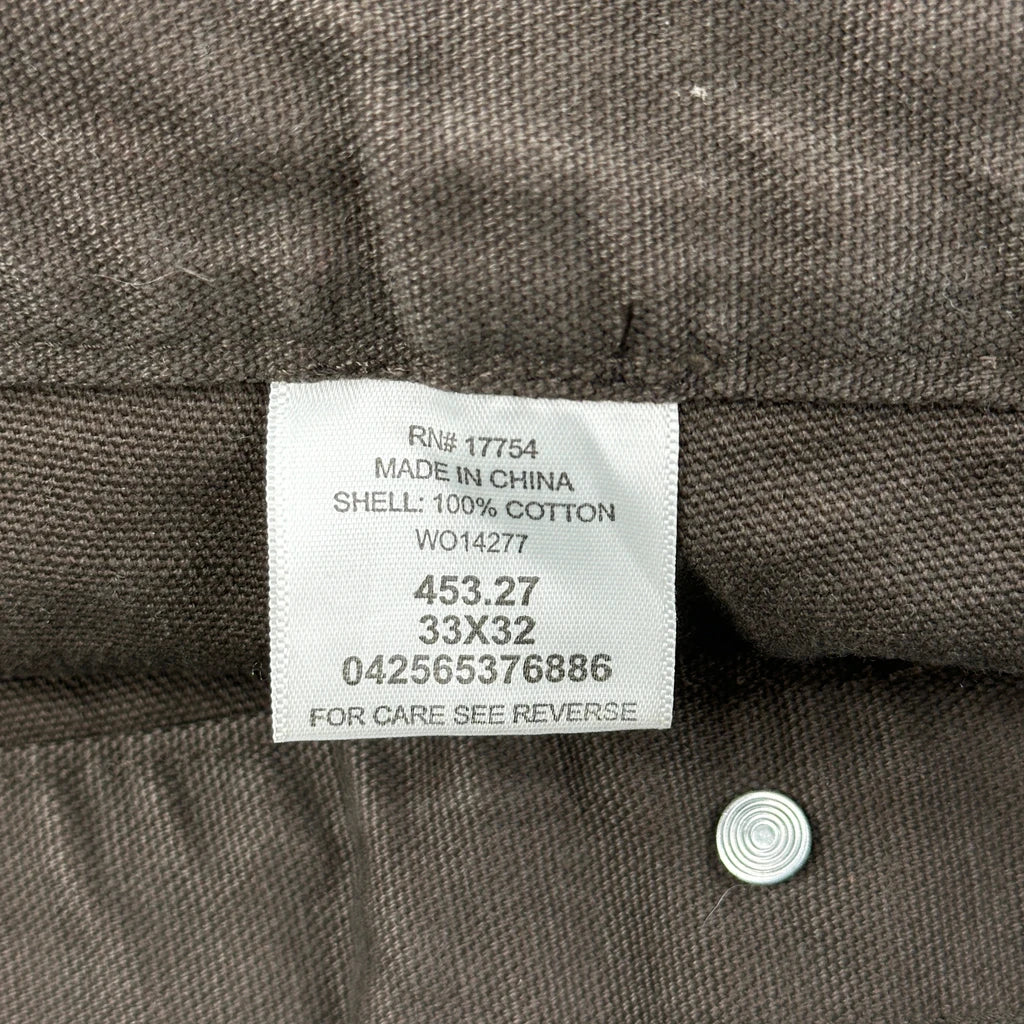 RN# 17754
MADE IN CHINA
SHELL: 100% COTTON
WO14277
453.27
33X32
042565376886
FOR CARE SEE REVERSE